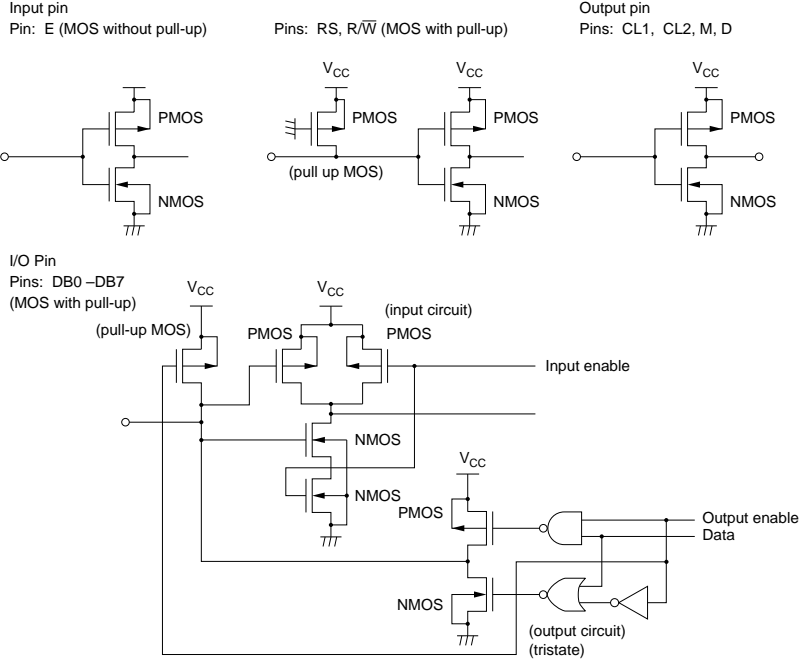 Input pin
Pin: E (MOS without pull-up)
Pins: RS, R/W̅ (MOS with pull-up)
Output pin
Pins: CL1, CL2, M, D
PMOS
NMOS
VCC
PMOS
(pull up MOS)
VCC
PMOS
NMOS
VCC
PMOS
NMOS
I/O Pin
Pins: DB0 –DB7
(MOS with pull-up)
VCC
(pull-up MOS)
VCC
(input circuit)
PMOS
PMOS
Input enable
NMOS
NMOS
VCC
PMOS
Output enable
Data
NMOS
(output circuit)
(tristate)